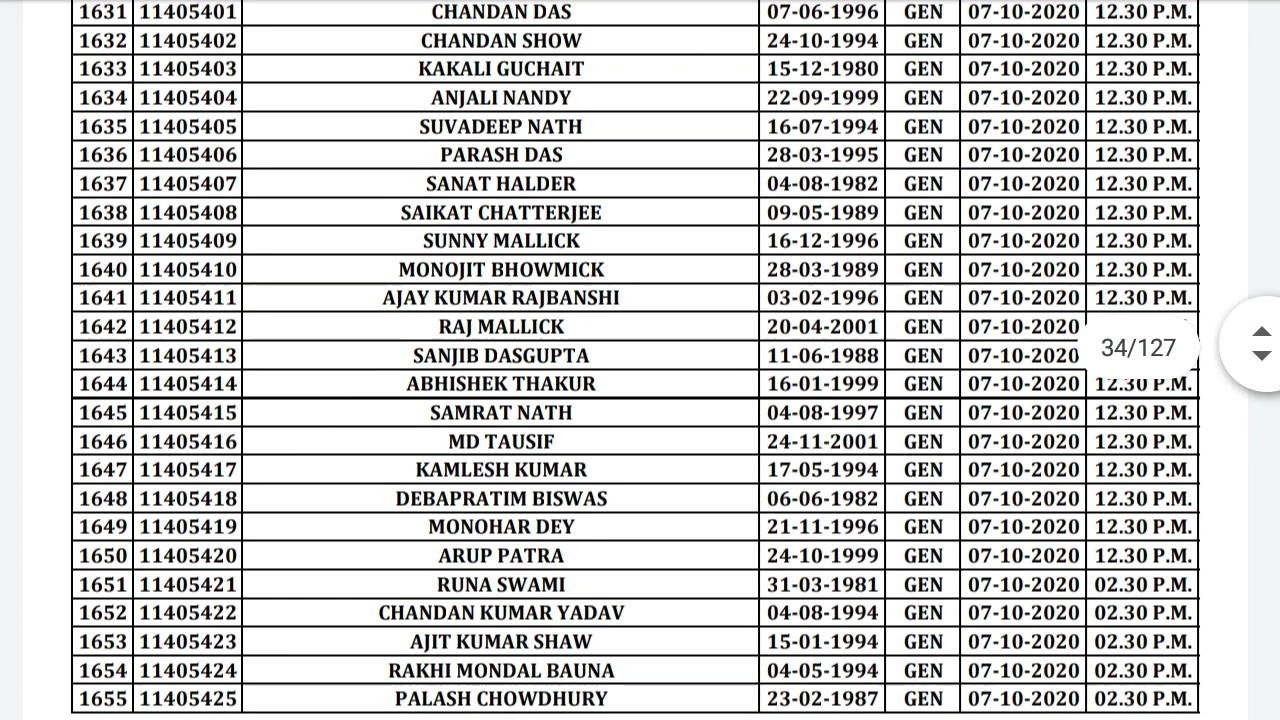 1631 11405401 CHANDAN DAS 07-06-1996 GEN 07-10-2020 12.30 P.M.
1632 11405402 CHANDAN SHOW 24-10-1994 GEN 07-10-2020 12.30 P.M.
1633 11405403 KAKALI GUCHAIT 15-12-1980 GEN 07-10-2020 12.30 P.M.
1634 11405404 ANJALI NANDY 22-09-1999 GEN 07-10-2020 12.30 P.M.
1635 11405405 SUVADEEP NATH 16-07-1994 GEN 07-10-2020 12.30 P.M.
1636 11405406 PARASH DAS 28-03-1995 GEN 07-10-2020 12.30 P.M.
1637 11405407 SANAT HALDER 04-08-1982 GEN 07-10-2020 12.30 P.M.
1638 11405408 SAIKAT CHATTERJEE 09-05-1989 GEN 07-10-2020 12.30 P.M.
1639 11405409 SUNNY MALLICK 16-12-1996 GEN 07-10-2020 12.30 P.M.
1640 11405410 MONOJIT BHOWMICK 28-03-1989 GEN 07-10-2020 12.30 P.M.
1641 11405411 AJAY KUMAR RAJBANSHI 03-02-1996 GEN 07-10-2020 12.30 P.M.
1642 11405412 RAJ MALLICK 20-04-2001 GEN 07-10-2020
34/127
1643 11405413 SANJIB DASGUPTA 11-06-1988 GEN 07-10-2020
1644 11405414 ABHISHEK THAKUR 16-01-1999 GEN 07-10-2020 12.30 P.M.
1645 11405415 SAMRAT NATH 04-08-1997 GEN 07-10-2020 12.30 P.M.
1646 11405416 MD TAUSIF 24-11-2001 GEN 07-10-2020 12.30 P.M.
1647 11405417 KAMLESH KUMAR 17-05-1994 GEN 07-10-2020 12.30 P.M.
1648 11405418 DEBAPRATIM BISWAS 06-06-1982 GEN 07-10-2020 12.30 P.M.
1649 11405419 MONOHAR DEY 21-11-1996 GEN 07-10-2020 12.30 P.M.
1650 11405420 ARUP PATRA 24-10-1999 GEN 07-10-2020 12.30 P.M.
1651 11405421 RUNA SWAMI 31-03-1981 GEN 07-10-2020 02.30 P.M.
1652 11405422 CHANDAN KUMAR YADAV 04-08-1994 GEN 07-10-2020 02.30 P.M.
1653 11405423 AJIT KUMAR SHAW 15-01-1994 GEN 07-10-2020 02.30 P.M.
1654 11405424 RAKHI MONDAL BAUNA 04-05-1994 GEN 07-10-2020 02.30 P.M.
1655 11405425 PALASH CHOWDHURY 23-02-1987 GEN 07-10-2020 02.30 P.M.